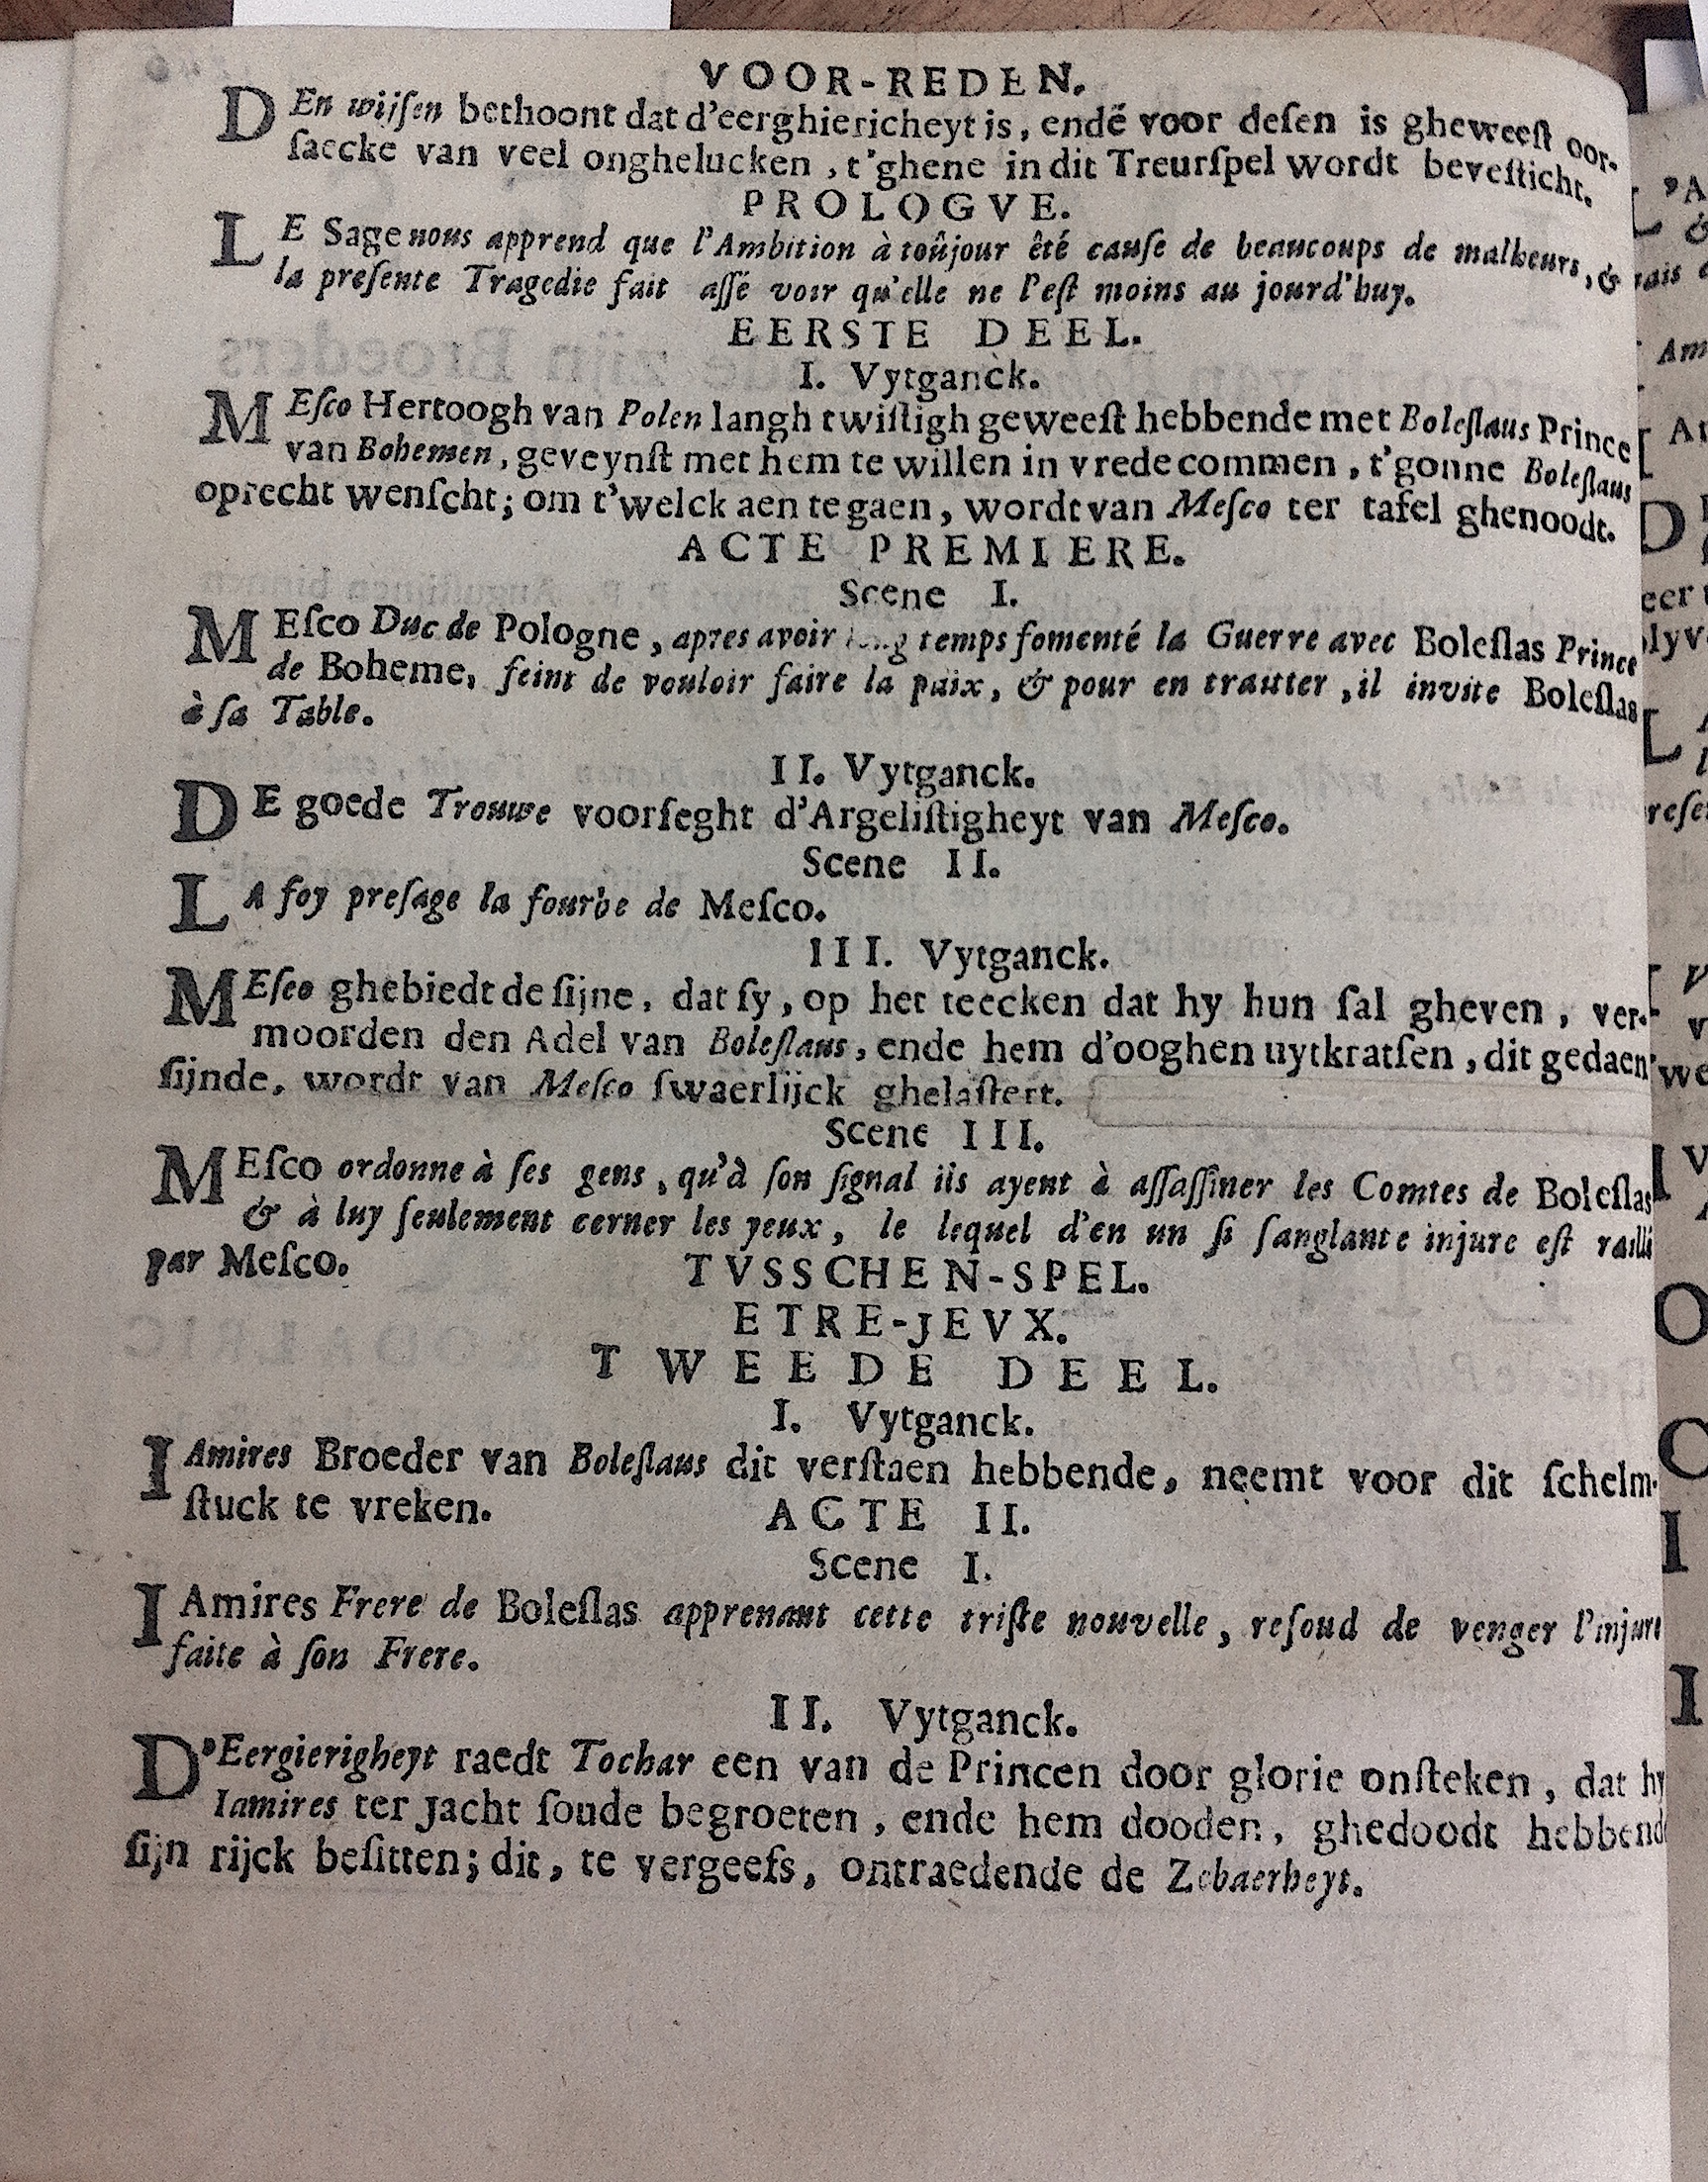 VOOR-REDEN.
DEn wijſen bethoont dat d'eerghiericheyt is, endé voor deſen is gheweeſt oor-
ſaecke van veel onghelucken, t'ghene in dit Treurſpel wordt beveſticht.
PROLOGVE.
LE Sage nous apprend que l'Ambition à toûjour êté cauſe de beaucoups de malheurs, &
la preſente Tragedie fait aſſé voir qu'elle ne l'eſt moins au jourd'huy.
EERSTE DEEL.
I. Vytganck.
MEſco Hertoogh van Polen langh twiſtigh geweeſt hebbende met Boleſlaus Prince
van Bohemen, geveynſt met hem te willen in vrede commen, t'gonne Boleſlaus
oprecht wenſcht; om t'welck aen te gaen, wordt van Meſco ter tafel ghenoodt.
ACTE PREMIERE.
Scene I.
MEſco Duc de Pologne, apres avoir long temps fomenté la Guerre avec Boleſlas Prince
de Boheme, feint de vouloir faire la paix, & pour en traitter, il invite Boleſlas
à ſa Table.
II. Vytganck.
DE goede Trouwe voorſeght d'Argeliſtigheyt van Meſco.
Scene II.
LA foy preſage la fourbe de Meſco.
III. Vytganck.
MEſco ghebiedt de ſijne, dat ſy, op het teecken dat hy hun ſal gheven, ver-
moorden den Adel van Boleſlaus, ende hem d'ooghen uytkratſen, dit gedaen
ſijnde, wordt van Meſco ſwaerlijck ghelaſtert.
Scene III.
MEſco ordonne à ſes gens, qu'à ſon ſignal ils ayent à aſſaſſiner les Comtes de Boleſlas
& à luy ſeulement cerner les yeux, le lequel d'en un ſi ſanglante injure eſt railli
par Meſco.
TVSSCHEN-SPEL.
ETRE-JEVX.
TWEEDE DEEL.
I. Vytganck.
IAmires Broeder van Boleſlaus dit verſtaen hebbende, neemt voor dit ſchelm-
ſtuck te vreken.
ACTE II.
Scene I.
IAmires Frere de Boleſlas apprenant cette triſte nouvelle, reſoud de venger l'injure
faite à ſon Frere.
II. Vytganck.
D'Eergierigheyt raedt Tochar een van de Princen door glorie onſteken, dat hy
Iamires ter Jacht ſoude begroeten, ende hem dooden, ghedoodt hebbende
ſijn rijck beſitten; dit, te vergeefs, ontraedende de Zebaerheyt.